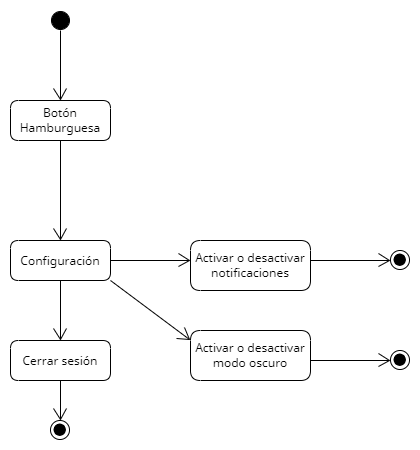 Botón
Hamburguesa
Configuración
Activar o desactivar
notificaciones
Cerrar sesión
Activar o desactivar
modo oscuro